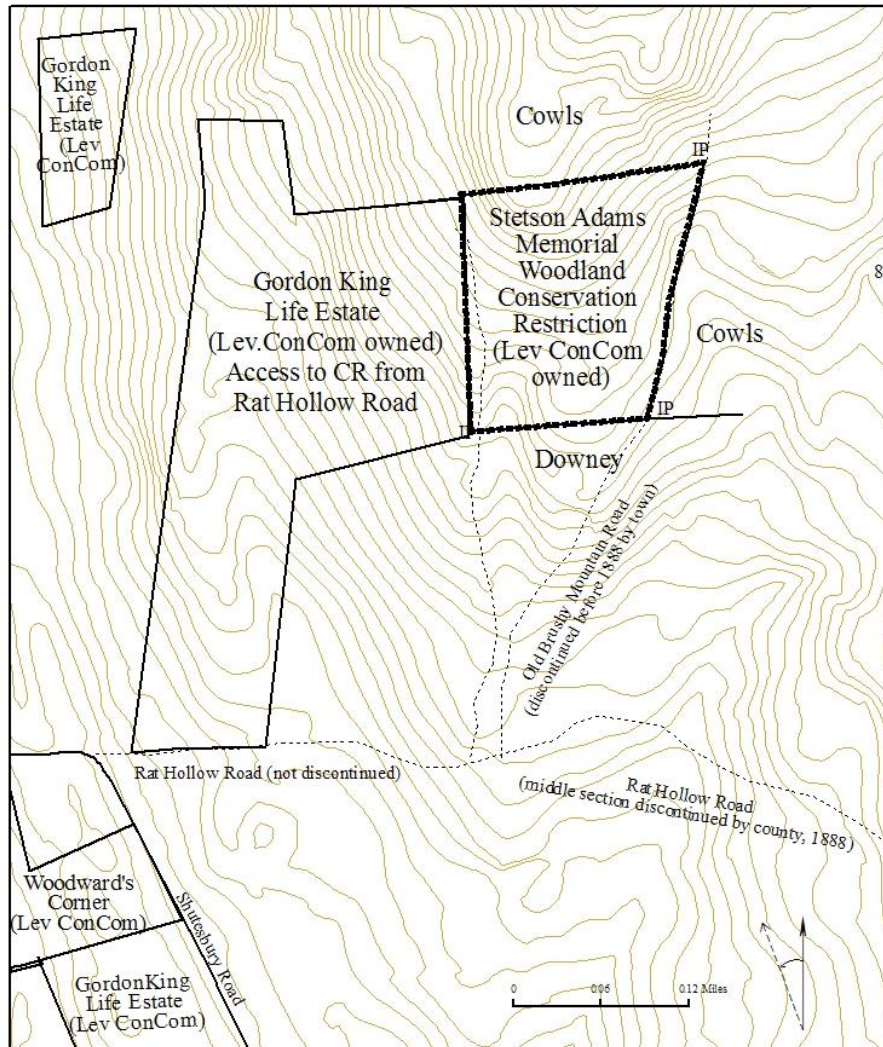 Gordon
King
Life
Estate
(Lev
ConCom)
Cowls
IP
Stetson Adams
Memorial
Woodland
Conservation
Restriction
(Lev ConCom
owned)
Gordon King
Life Estate
(Lev.ConCom owned)
Access to CR from
Rat Hollow Road
8
Cowls
IP
Downey
Old Brushy Mountain Road
(discontinued before 1888 by town)
Rat Hollow Road (not discontinued)
Rat Hollow Road
(middle section discontinued by county, 1888)
Woodward's
Corner
(Lev ConCom)
Shutesbury Road
GordonKing
Life Estate
(Lev ConCom)
0 0.06 0.12 Miles